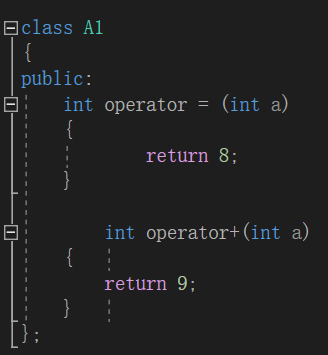 class A1
{
public:
int operator = (int a)
{
return 8;
}
int operator+(int a)
{
return 9;
}
};